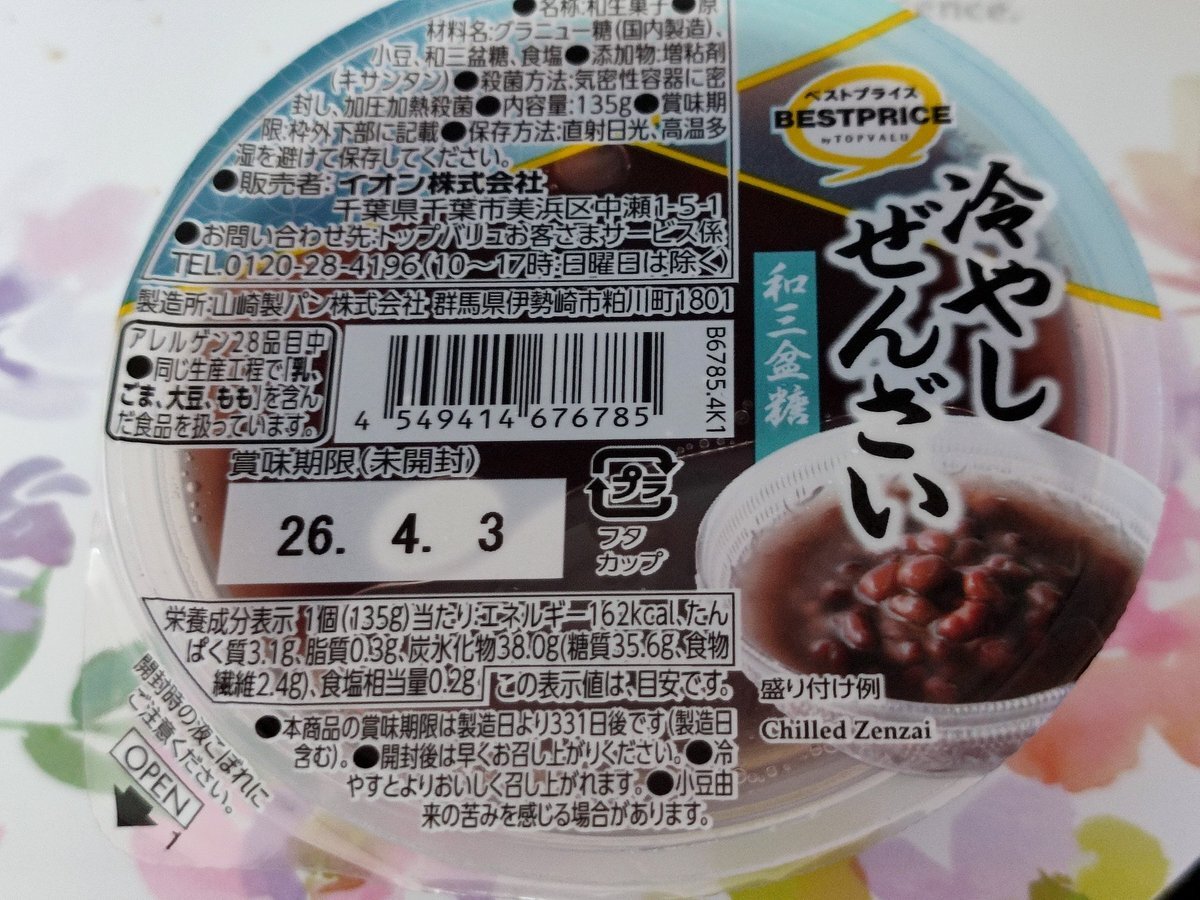 ●名称:和生菓子●原
材料名:グラニュー糖(国内製造)、
小豆、和三盆糖、食塩●添加物:増粘剤
(キサンタン)●殺菌方法:気密性容器に密
封し、加圧加熱殺菌●内容量:135g●賞味期
限:枠外下部に記載●保存方法:直射日光、高温多
湿を避けて保存してください。
●販売者:イオン株式会社
千葉県千葉市美浜区中瀬1-5-1
●お問い合わせ先:トップバリュお客さまサービス係
TEL.0120-28-4196(10〜17時:日曜日は除く)
製造所:山崎製パン株式会社 群馬県伊勢崎市粕川町1801
アレルゲン28品目中
●同じ生産工程で[乳、
ごま、大豆、もも]を含ん
だ食品を扱っています。
4 549414 676785
B6785.4K1
賞味期限(未開封)
26. 4. 3
プラ
フタ
カップ
栄養成分表示 1個(135g)当たり:エネルギー162kcal、たん
ぱく質3.1g、脂質0.3g、炭水化物38.0g(糖質35.6g、食物
繊維2.4g)、食塩相当量0.2g この表示値は、目安です。
●本商品の賞味期限は製造日より331日後です(製造日
含む)。●開封後は早くお召し上がりください。●冷
やすとよりおいしく召し上がれます。●小豆由
来の苦みを感じる場合があります。
開封時の液こぼれに
ご注意ください。
OPEN
1
ベストプライス
BESTPRICE
by TOPVALU
冷やし
ぜんざい
和三盆糖
盛り付け例
Chilled Zenzai